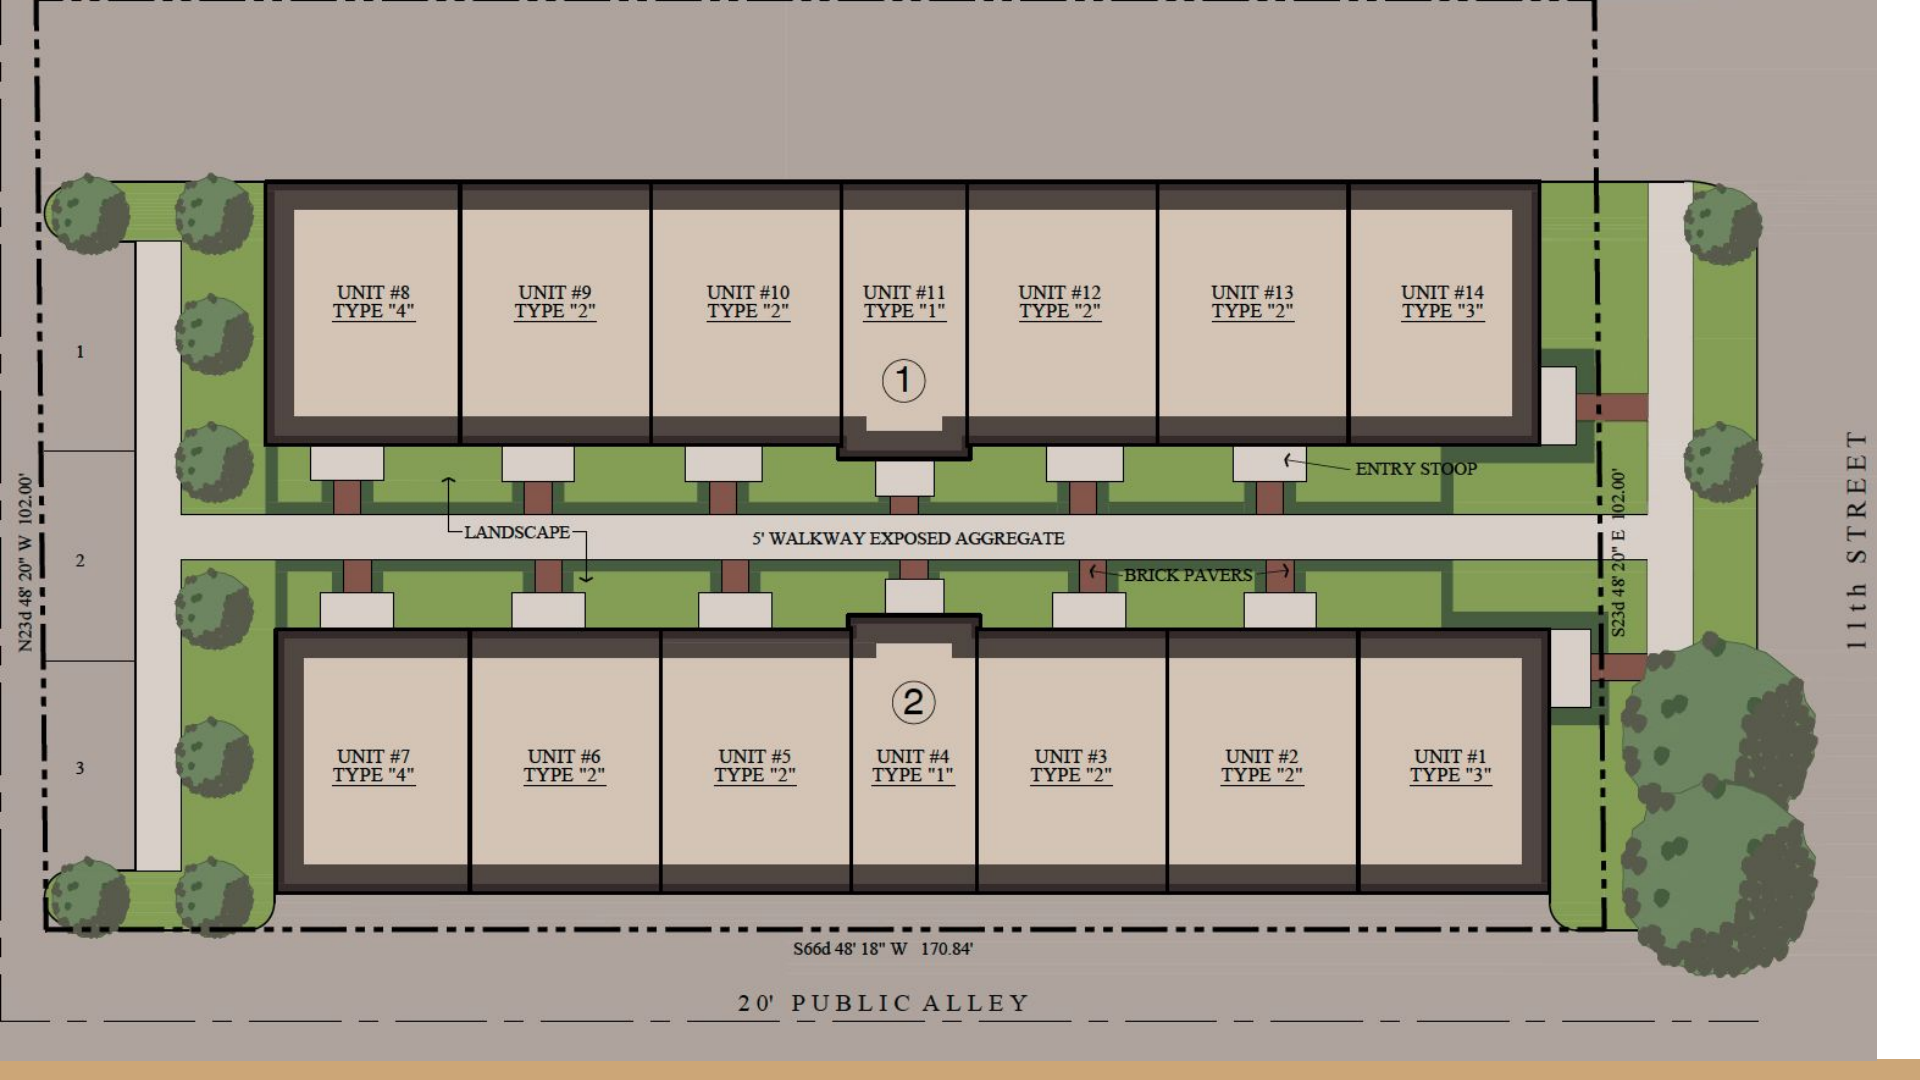 UNIT #8
TYPE "4"
UNIT #9
TYPE "2"
UNIT #10
TYPE "2"
UNIT #11
TYPE "1"
UNIT #12
TYPE "2"
UNIT #13
TYPE "2"
UNIT #14
TYPE "3"
1
1
ENTRY STOOP
LANDSCAPE
5' WALKWAY EXPOSED AGGREGATE
2
BRICK PAVERS
N23d 48' 20" W 102.00'
S23d 48' 20" E 102.00'
11th STREET
2
UNIT #7
TYPE "4"
UNIT #6
TYPE "2"
UNIT #5
TYPE "2"
UNIT #4
TYPE "1"
UNIT #3
TYPE "2"
UNIT #2
TYPE "2"
UNIT #1
TYPE "3"
3
S66d 48' 18" W 170.84'
20' PUBLIC ALLEY